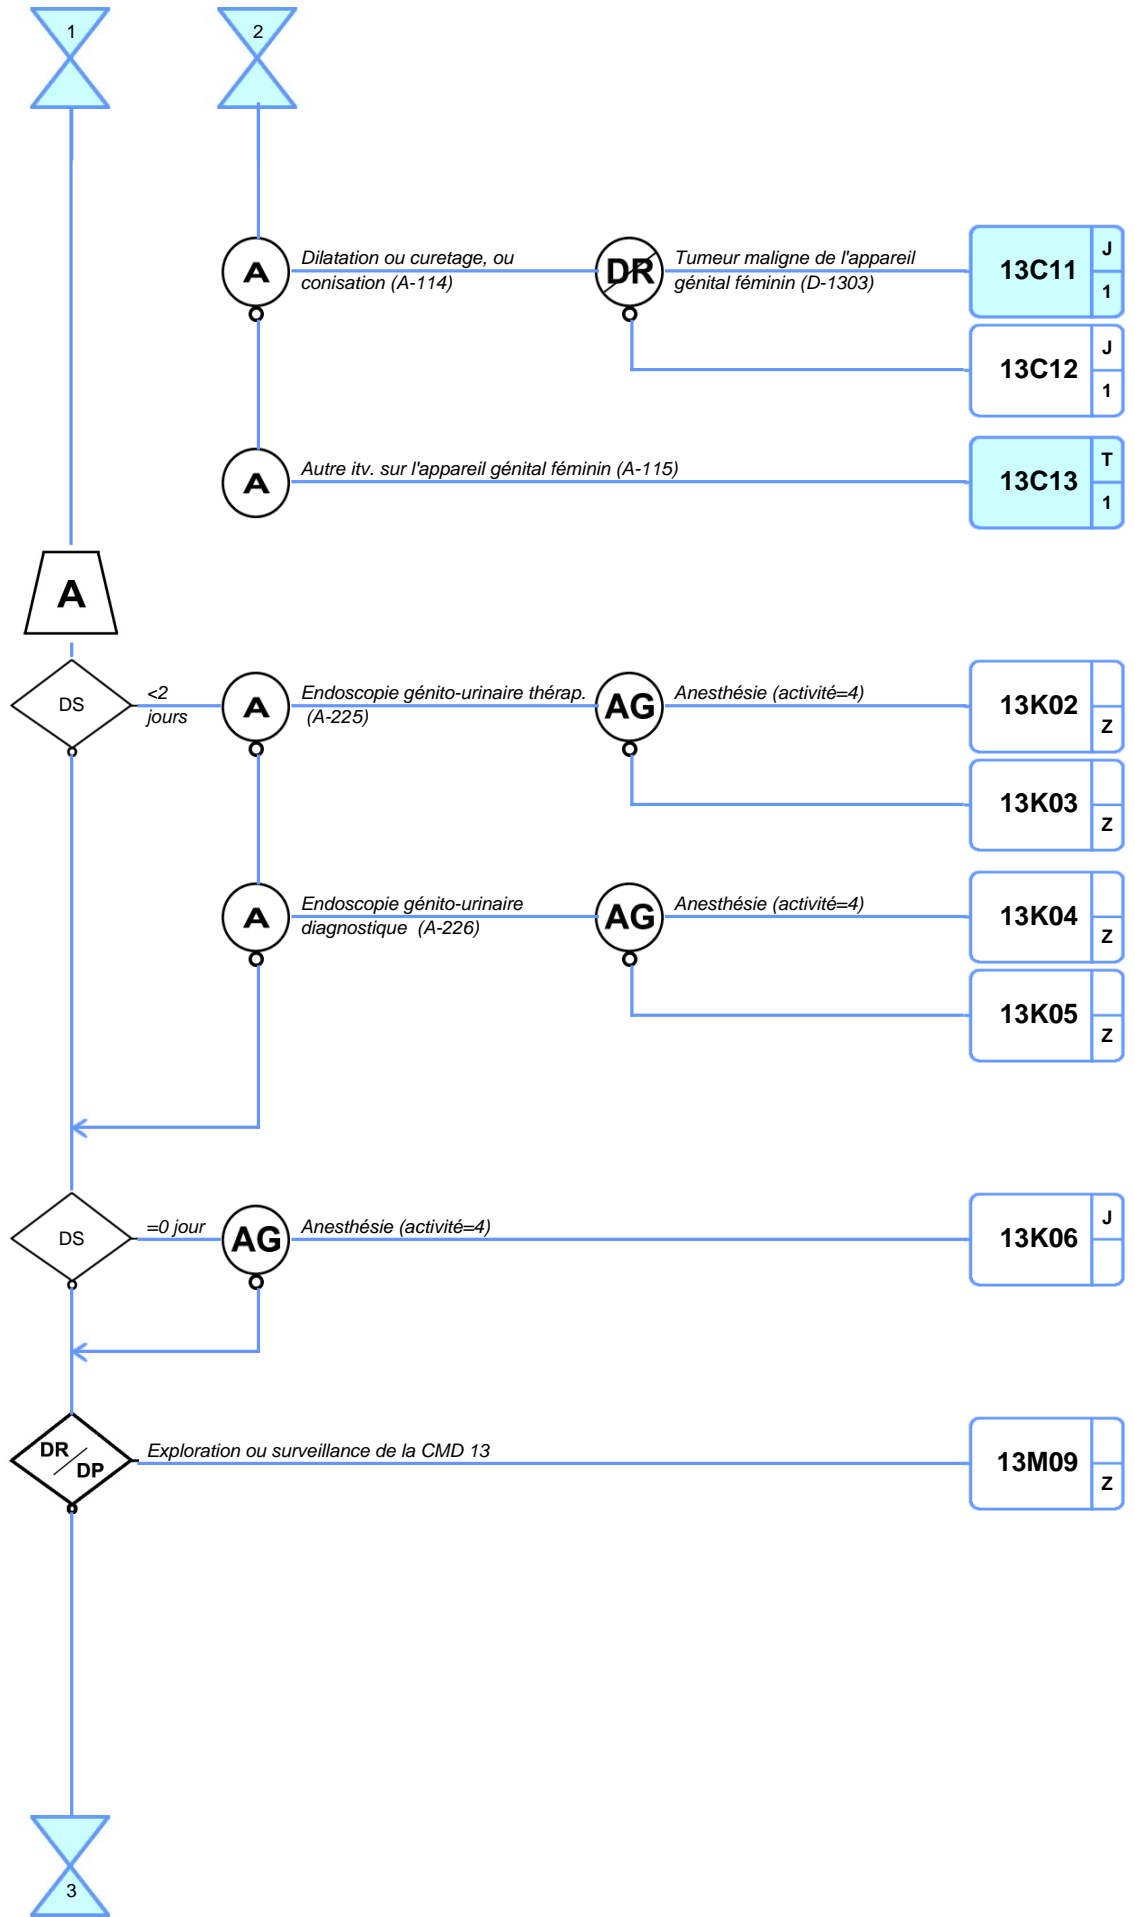 1
2
A
Dilatation ou curetage, ou
conisation (A-114)
DR
Tumeur maligne de l'appareil
génital féminin (D-1303)
13C11
J
1
13C12
J
1
A
Autre itv. sur l'appareil génital féminin (A-115)
13C13
T
1
A
DS
<2
jours
A
Endoscopie génito-urinaire thérap.
(A-225)
AG
Anesthésie (activité=4)
13K02
Z
13K03
Z
A
Endoscopie génito-urinaire
diagnostique (A-226)
AG
Anesthésie (activité=4)
13K04
Z
13K05
Z
DS
=0 jour
AG
Anesthésie (activité=4)
13K06
J
DR
DP
Exploration ou surveillance de la CMD 13
13M09
Z
3